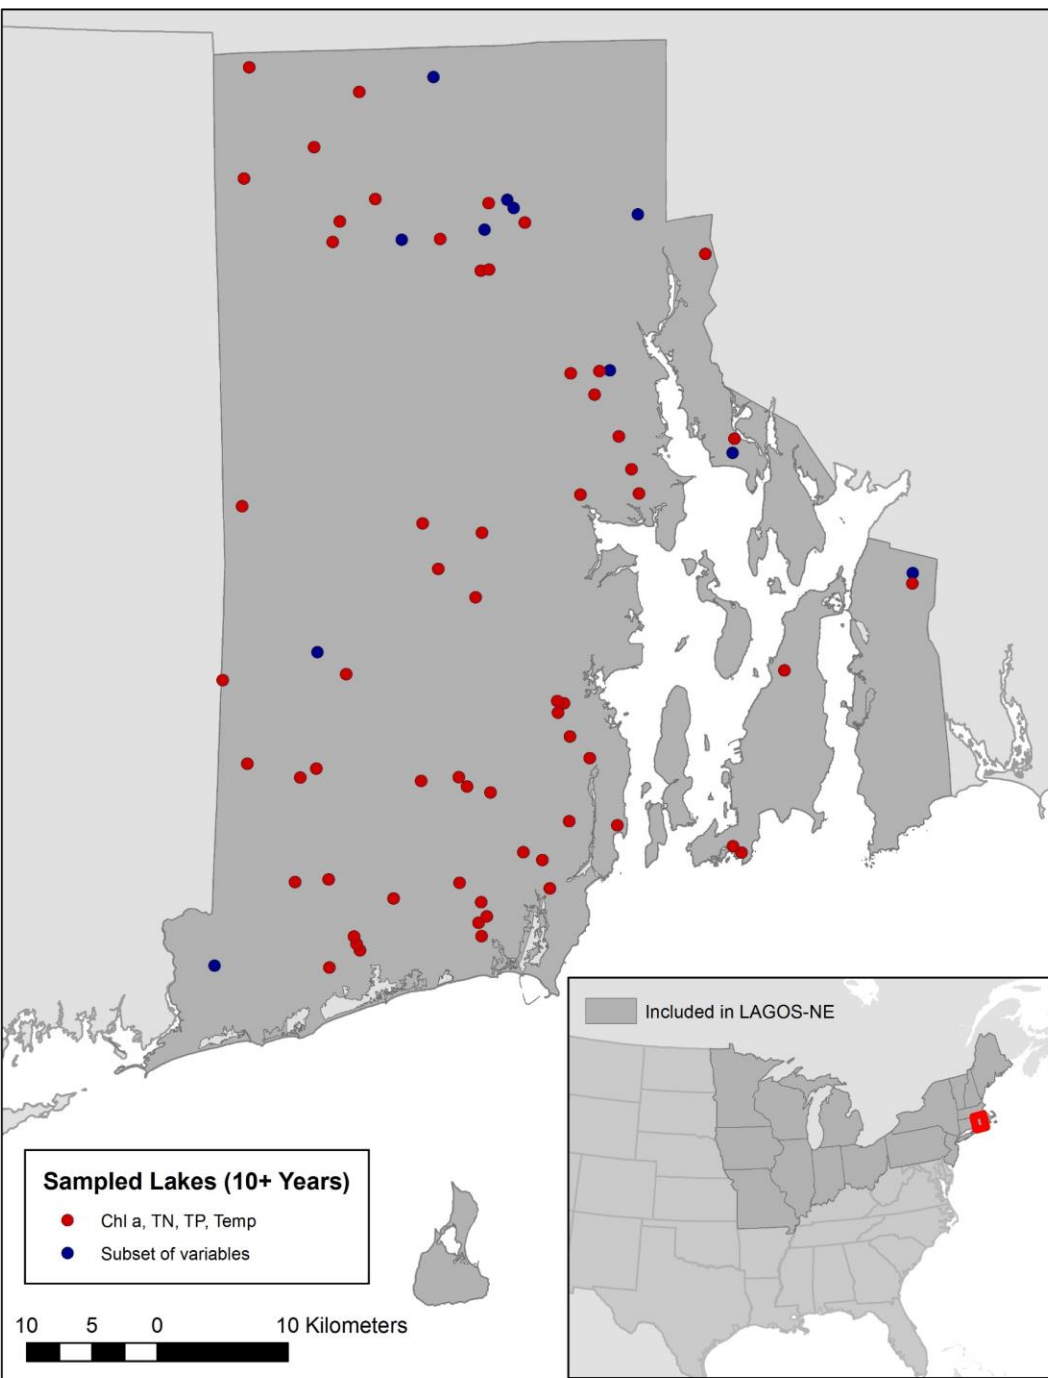 Included in LAGOS-NE
Sampled Lakes (10+ Years)
Chl a, TN, TP, Temp
Subset of variables
10 5 0 10 Kilometers